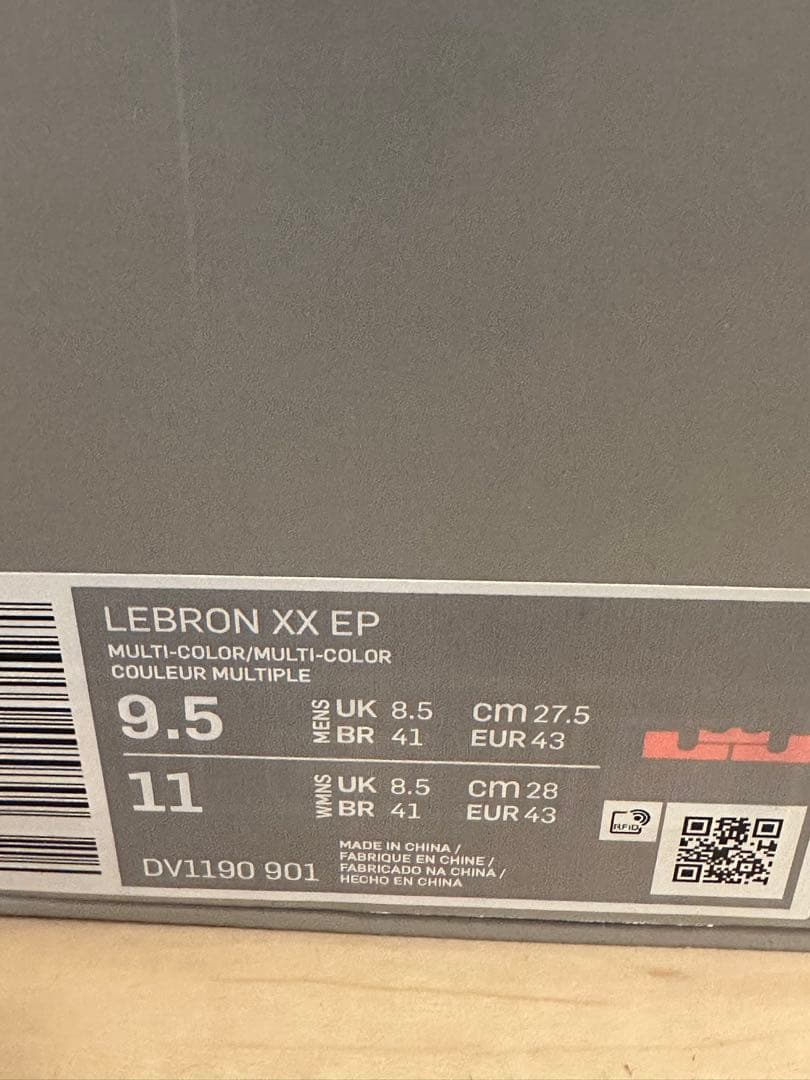 LEBRON XX EP
MULTI-COLOR/MULTI-COLOR
COULEUR MULTIPLE
9.5
MENS
UK 8.5 cm 27.5
BR 41 EUR 43
11
WMNS
UK 8.5 cm 28
BR 41 EUR 43
RFID
DV1190 901
MADE IN CHINA /
FABRIQUE EN CHINE /
FABRICADO NA CHINA /
HECHO EN CHINA